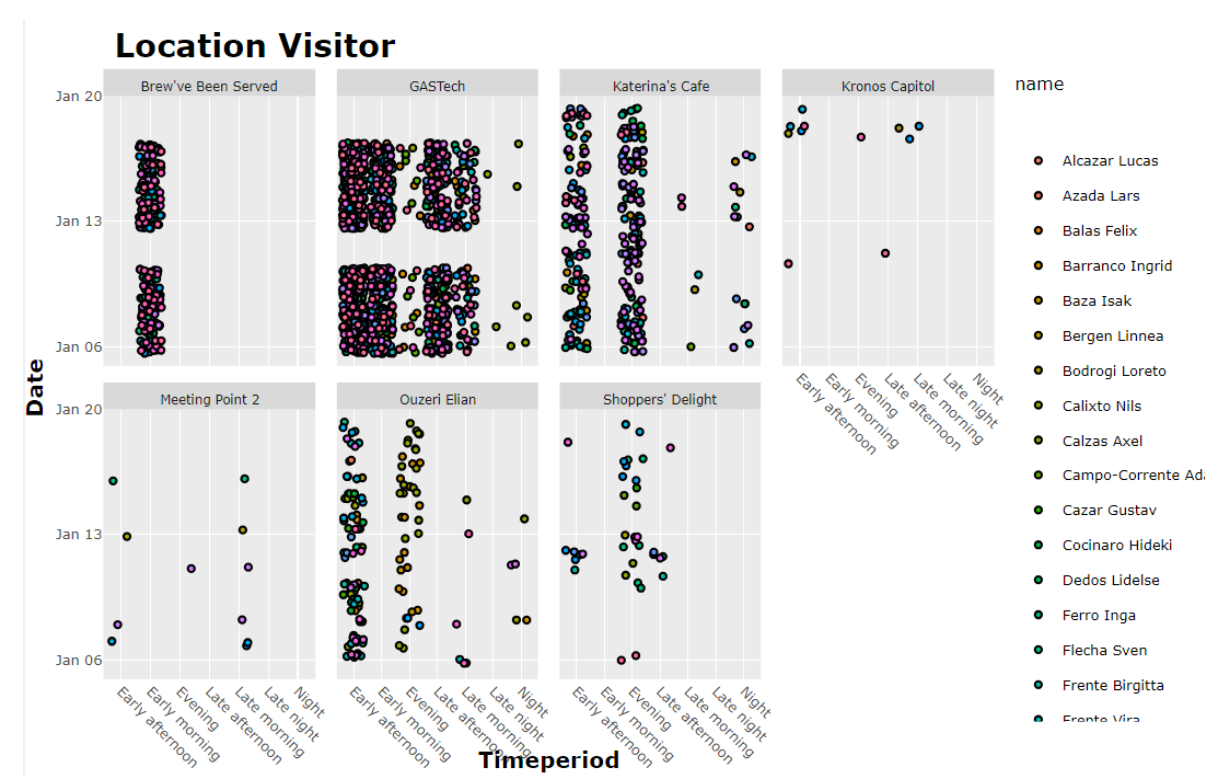 Location Visitor
Brew've Been Served
GASTech
Katerina's Cafe
Kronos Capitol
name
Jan 20
Jan 13
Jan 06
Early afternoon
Early morning
Evening
Late afternoon
Late morning
Late night
Night
Date
Meeting Point 2
Ouzeri Elian
Shoppers' Delight
Jan 20
Jan 13
Jan 06
Early afternoon
Early morning
Evening
Late afternoon
Late morning
Late night
Night
Early afternoon
Early morning
Evening
Late afternoon
Late morning
Late night
Night
Early afternoon
Early morning
Evening
Late afternoon
Late morning
Late night
Night
Timeperiod
Alcazar Lucas
Azada Lars
Balas Felix
Barranco Ingrid
Baza Isak
Bergen Linnea
Bodrogi Loreto
Calixto Nils
Calzas Axel
Campo-Corrente Ad
Cazar Gustav
Cocinaro Hideki
Dedos Lidelse
Ferro Inga
Flecha Sven
Frente Birgitta
Frente Vira